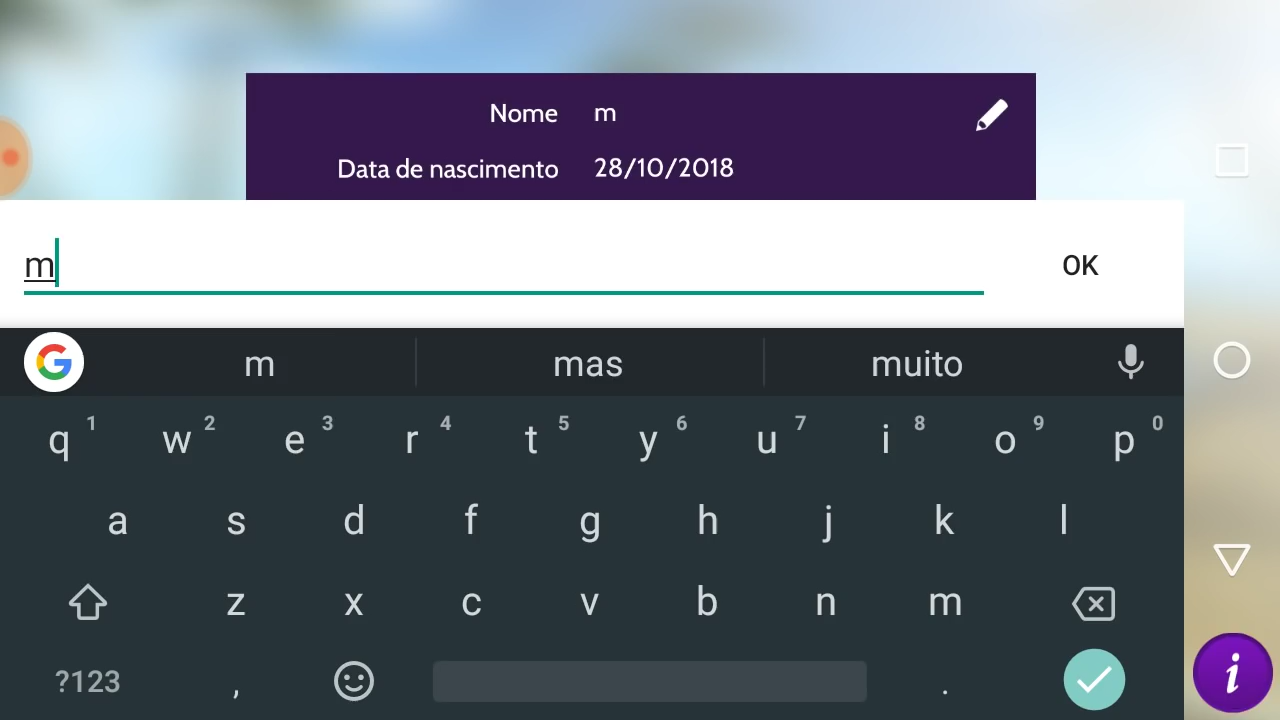 Nome m
Data de nascimento 28/10/2018
m OK
G m mas muito
q 1 w 2 e 3 r 4 t 5 y 6 u 7 i 8 o 9 p 0
a s d f g h j k l
z x c v b n m
?123 , .
i